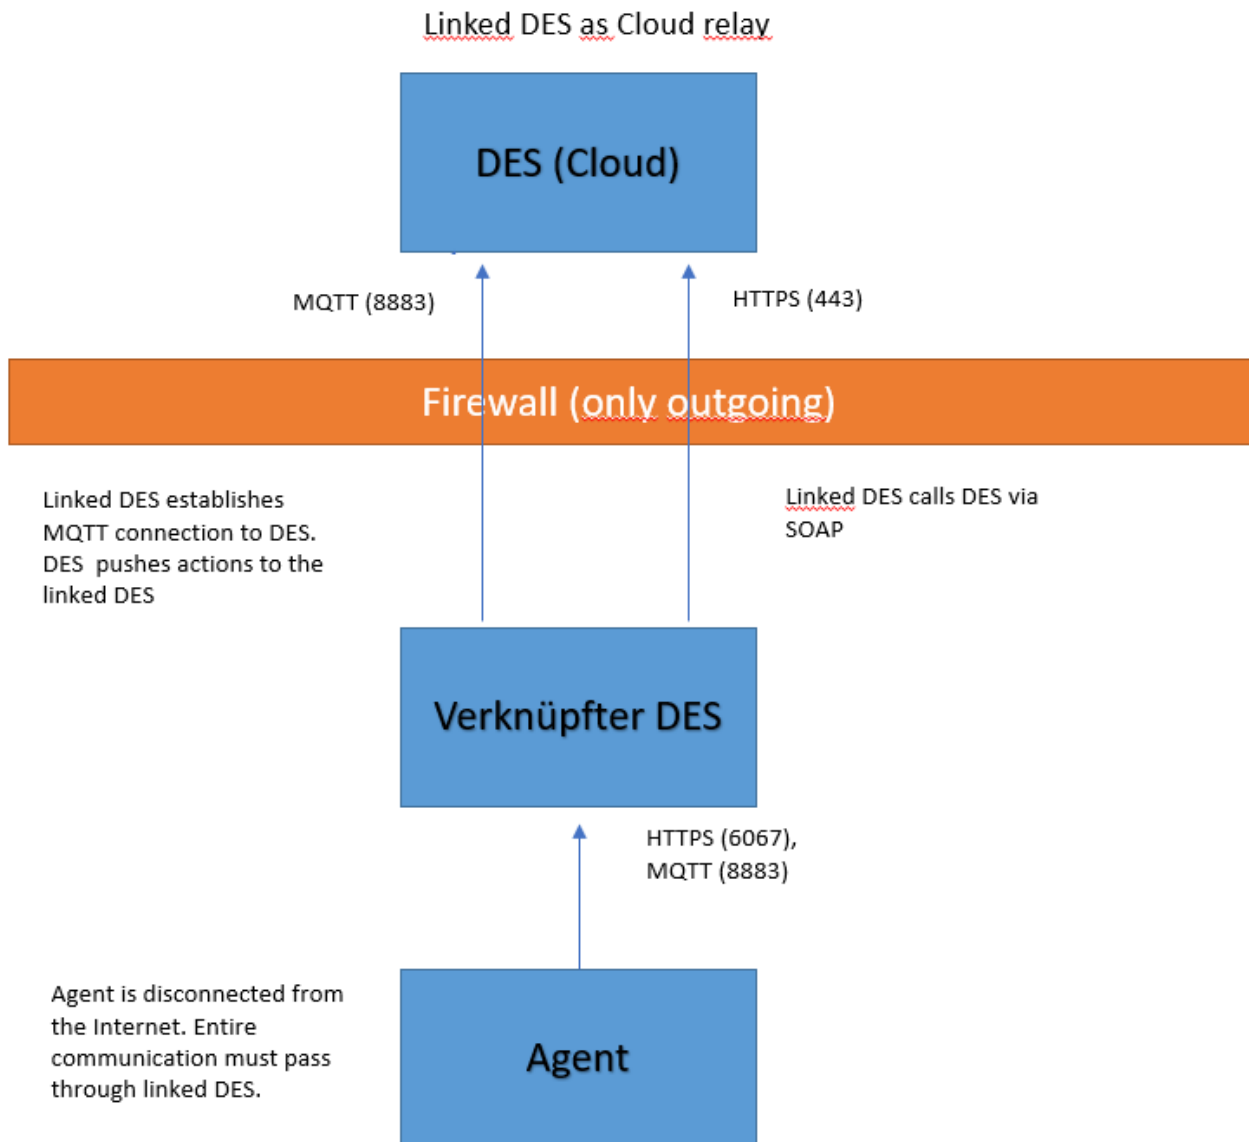 Linked DES as Cloud relay
DES (Cloud)
MQTT (8883)
HTTPS (443)
Firewall (only outgoing)
Linked DES establishes
MQTT connection to DES.
DES  pushes actions to the
linked DES
Linked DES calls DES via
SOAP
Verknüpfter DES
HTTPS (6067),
MQTT (8883)
Agent is disconnected from
the Internet. Entire
communication must pass
through linked DES.
Agent